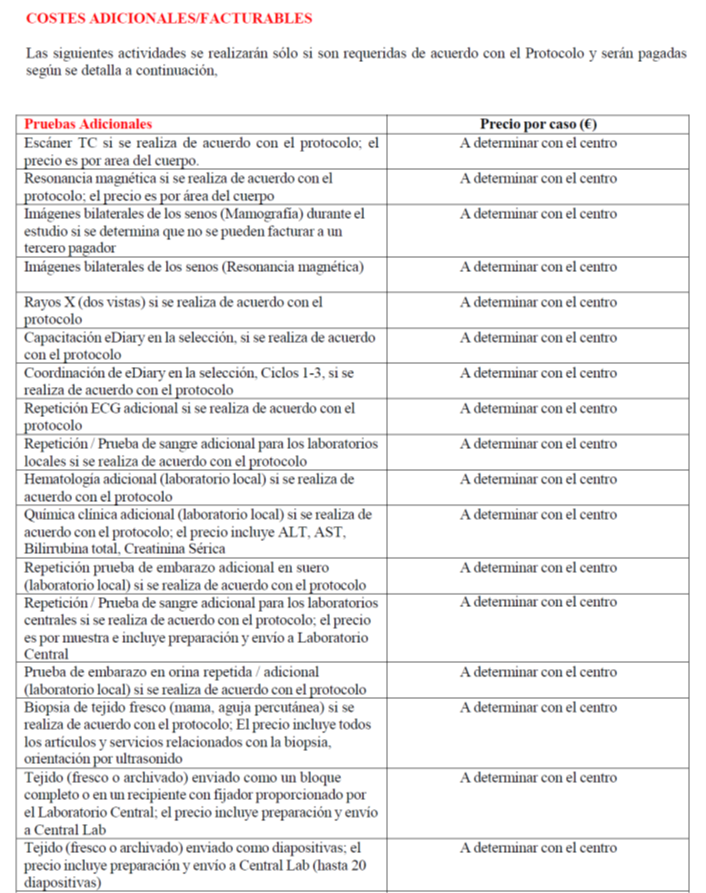 COSTES ADICIONALES/FACTURABLES
Las siguientes actividades se realizarán sólo si son requeridas de acuerdo con el Protocolo y serán pagadas
según se detalla a continuación,
Pruebas Adicionales
Precio por caso (€)
Escáner TC si se realiza de acuerdo con el protocolo; el
A determinar con el centro
precio es por area del cuerpo.
Resonancia magnética si se realiza de acuerdo con el
A determinar con el centro
protocolo; el precio es por área del cuerpo
Imágenes bilaterales de los senos (Mamografía) durante el
A determinar con el centro
estudio si se determina que no se pueden facturar a un
tercero pagador
Imágenes bilaterales de los senos (Resonancia magnética)
A determinar con el centro
Rayos X (dos vistas) si se realiza de acuerdo con el
A determinar con el centro
protocolo
Capacitación eDiary en la selección, si se realiza de acuerdo
A determinar con el centro
con el protocolo
Coordinación de eDiary en la selección, Ciclos 1-3, si se
A determinar con el centro
realiza de acuerdo con el protocolo
Repetición ECG adicional si se realiza de acuerdo con el
A determinar con el centro
protocolo
Repetición / Prueba de sangre adicional para los laboratorios
A determinar con el centro
locales si se realiza de acuerdo con el protocolo
Hematología adicional (laboratorio local) si se realiza de
A determinar con el centro
acuerdo con el protocolo
Química clínica adicional (laboratorio local) si se realiza de
A determinar con el centro
acuerdo con el protocolo; el precio incluye ALT, AST,
Bilirrubina total, Creatinina Sérica
Repetición prueba de embarazo adicional en suero
A determinar con el centro
(laboratorio local) si se realiza de acuerdo con el protocolo
Repetición / Prueba de sangre adicional para los laboratorios
A determinar con el centro
centrales si se realiza de acuerdo con el protocolo; el precio
es por muestra e incluye preparación y envío a Laboratorio
Central
Prueba de embarazo en orina repetida / adicional
A determinar con el centro
(laboratorio local) si se realiza de acuerdo con el protocolo
Biopsia de tejido fresco (mama, aguja percutánea) si se
A determinar con el centro
realiza de acuerdo con el protocolo; El precio incluye todos
los artículos y servicios relacionados con la biopsia,
orientación por ultrasonido
Tejido (fresco o archivado) enviado como un bloque
A determinar con el centro
completo o en un recipiente con fijador proporcionado por
el Laboratorio Central; el precio incluye preparación y envío
a Central Lab
Tejido (fresco o archivado) enviado como diapositivas; el
A determinar con el centro
precio incluye preparación y envío a Central Lab (hasta 20
diapositivas)